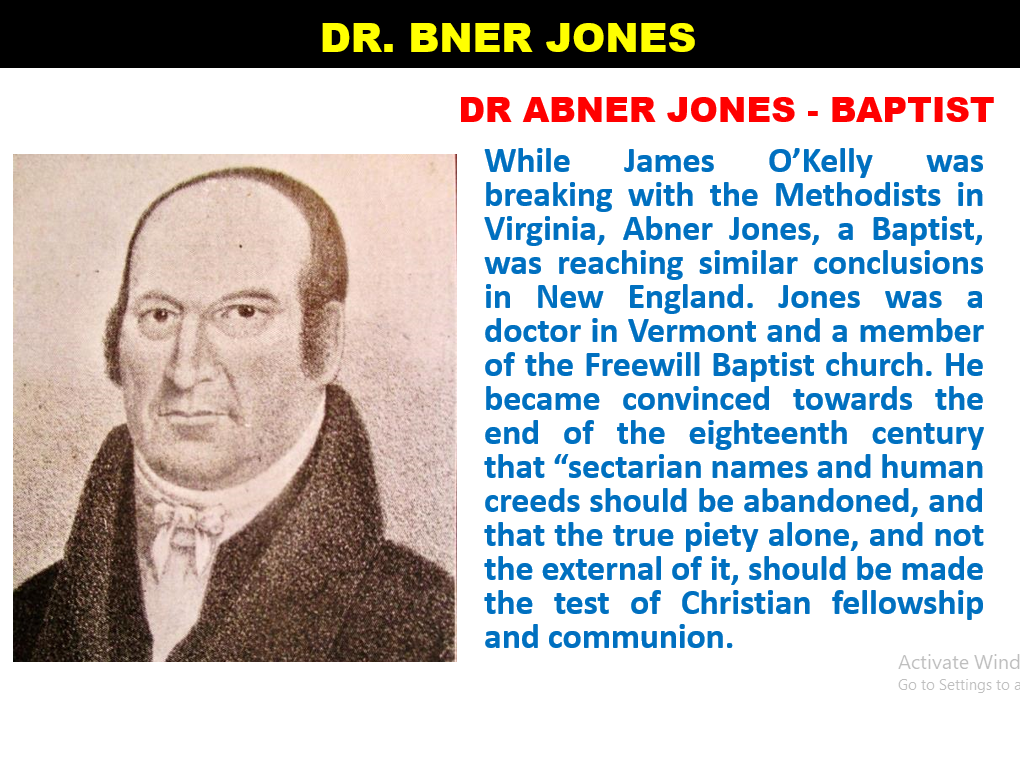 DR. BNER JONES
DR ABNER JONES - BAPTIST
While James O’Kelly was
breaking with the Methodists in
Virginia, Abner Jones, a Baptist,
was reaching similar conclusions
in New England. Jones was a
doctor in Vermont and a member
of the Freewill Baptist church. He
became convinced towards the
end of the eighteenth century
that “sectarian names and human
creeds should be abandoned, and
that the true piety alone, and not
the external of it, should be made
the test of Christian fellowship
and communion.
Activate Wind
Go to Settings to a